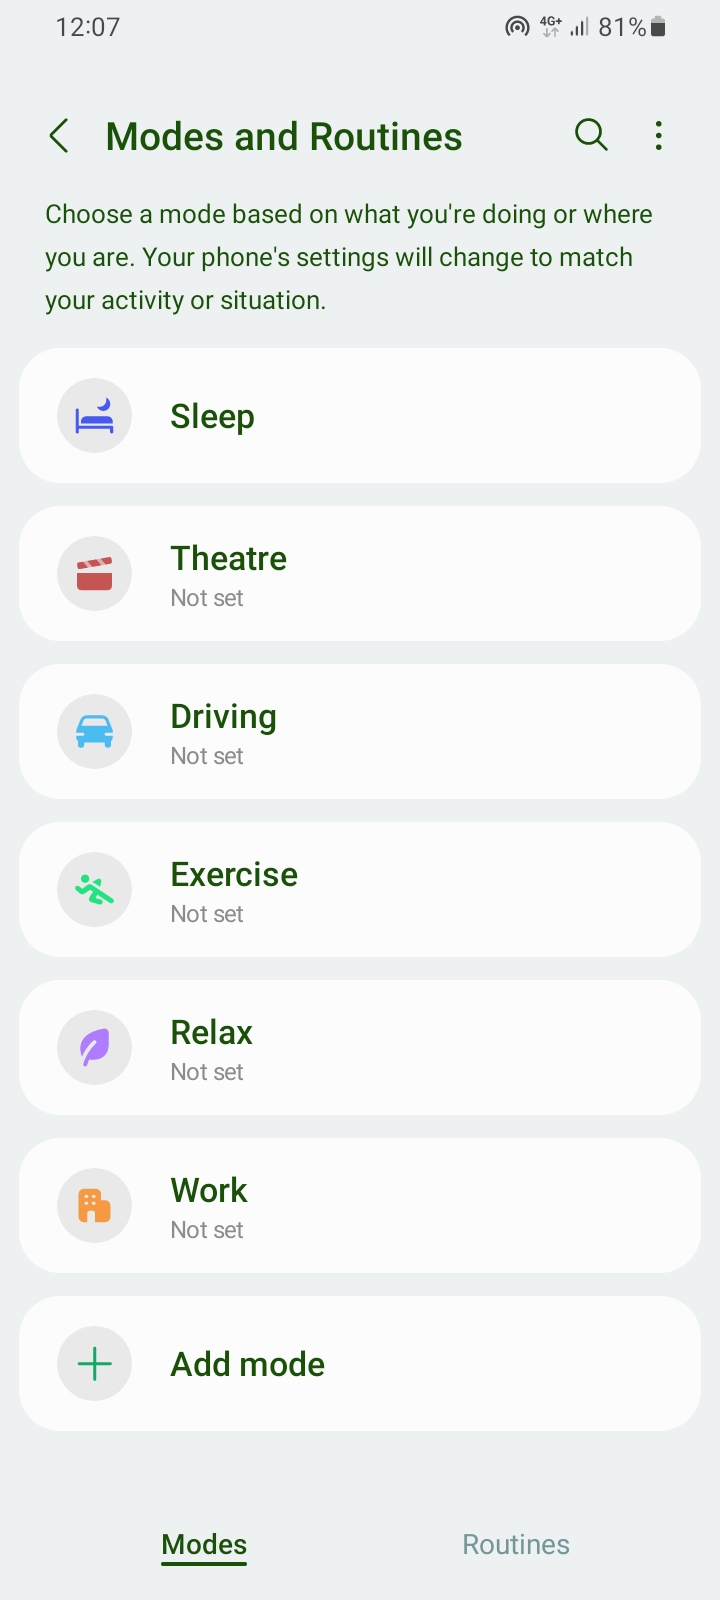 12:07
4G+ 81%
Modes and Routines
Choose a mode based on what you're doing or where
you are. Your phone's settings will change to match
your activity or situation.
Sleep
Theatre
Not set
Driving
Not set
Exercise
Not set
Relax
Not set
Work
Not set
Add mode
Modes
Routines